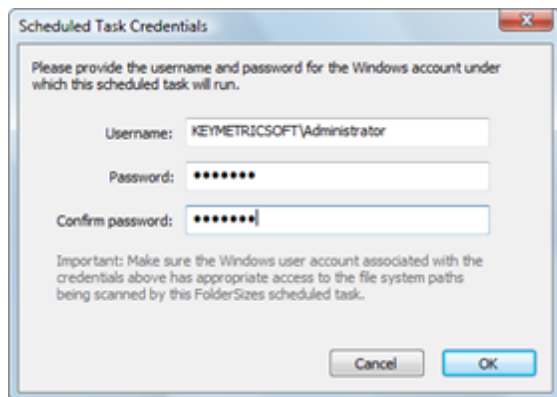 Scheduled Task Credentials
Please provide the username and password for the Windows account under
which this scheduled task will run.
Username: KEYMETRICSOFT\Administrator
Password: •••••••
Confirm password: •••••••
Important: Make sure the Windows user account associated with the
credentials above has appropriate access to the file system paths
being scanned by this FolderSizes scheduled task.
Cancel OK